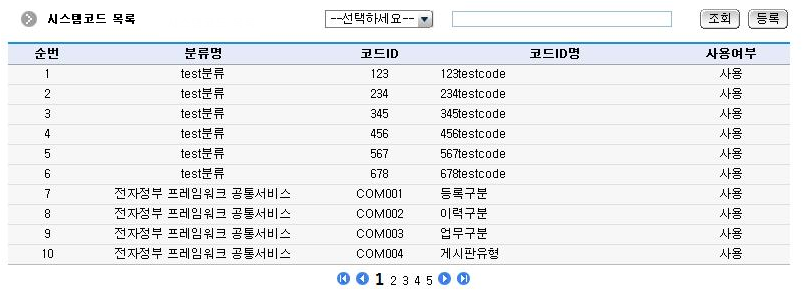 시스템코드 목록 --선택하세요-- 조회 등록
순번 분류명 코드ID 코드ID명 사용여부
1 test분류 123 123testcode 사용
2 test분류 234 234testcode 사용
3 test분류 345 345testcode 사용
4 test분류 456 456testcode 사용
5 test분류 567 567testcode 사용
6 test분류 678 678testcode 사용
7 전자정부 프레임워크 공통서비스 COM001 등록구분 사용
8 전자정부 프레임워크 공통서비스 COM002 이력구분 사용
9 전자정부 프레임워크 공통서비스 COM003 업무구분 사용
10 전자정부 프레임워크 공통서비스 COM004 게시판유형 사용
1 2 3 4 5